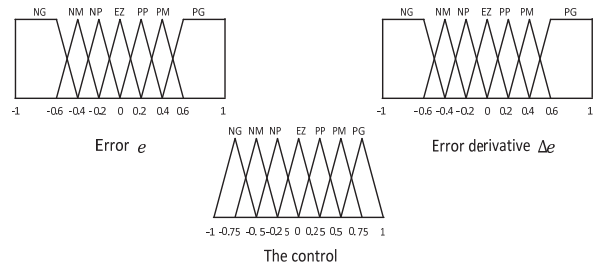 NG NM NP EZ PP PM PG
-1 -0.6 -0.4 -0.2 0 0.2 0.4 0.6 1
Error e
NG NM NP EZ PP PM PG
-1 -0.6 -0.4 -0.2 0 0.2 0.4 0.6 1
Error derivative Δe
NG NM NP EZ PP PM PG
-1 -0.75 -0.5 -0.25 0 0.25 0.5 0.75 1
The control